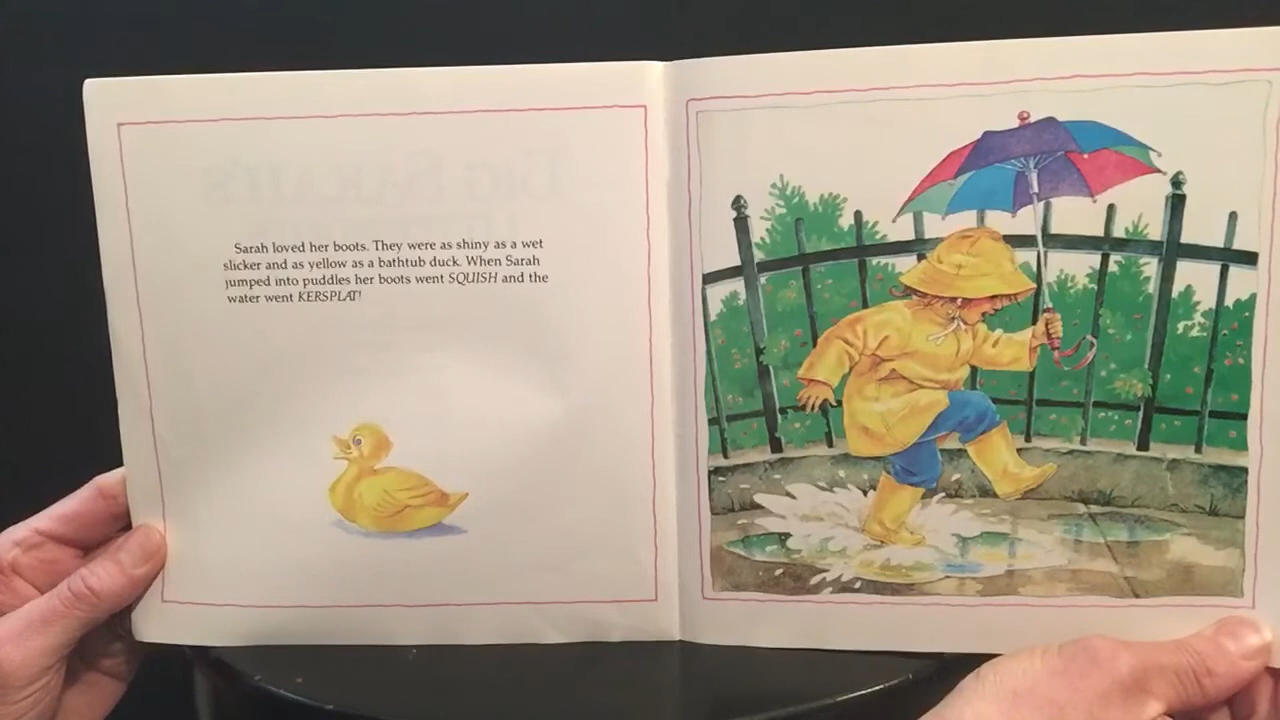 Sarah loved her boots. They were as shiny as a wet
slicker and as yellow as a bathtub duck. When Sarah
jumped into puddles her boots went SQUISH and the
water went KERSPLAT!